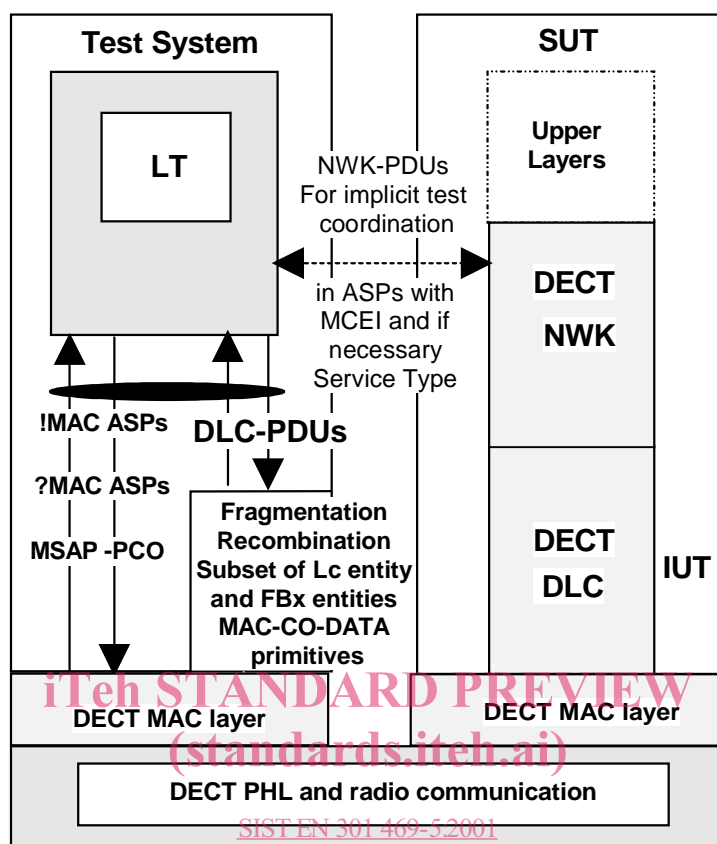 Test System
SUT
LT
Upper
Layers
NWK-PDUs
For implicit test
coordination
in ASPs with
MCEI and if
necessary
Service Type
DECT
NWK
!MAC ASPs
DLC-PDUs
?MAC ASPs
MSAP -PCO
Fragmentation
Recombination
Subset of Lc entity
and FBx entities
MAC-CO-DATA
primitives
DECT
DLC
IUT
iTeh STANDARD PREVIEW
DECT MAC layer
DECT MAC layer
(standards.iteh.ai)
DECT PHL and radio communication
SIST EN 301 469-5:2001